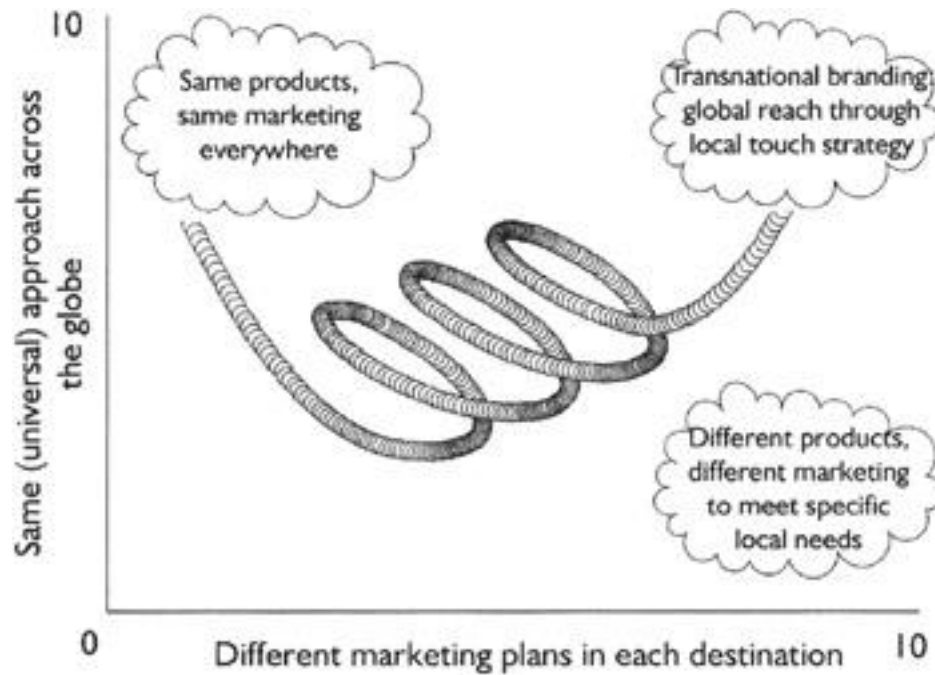 10
Same products,
same marketing
everywhere
Transnational branding:
global reach through
local touch strategy
Same (universal) approach across
the globe
Different products,
different marketing
to meet specific
local needs
0
Different marketing plans in each destination
10